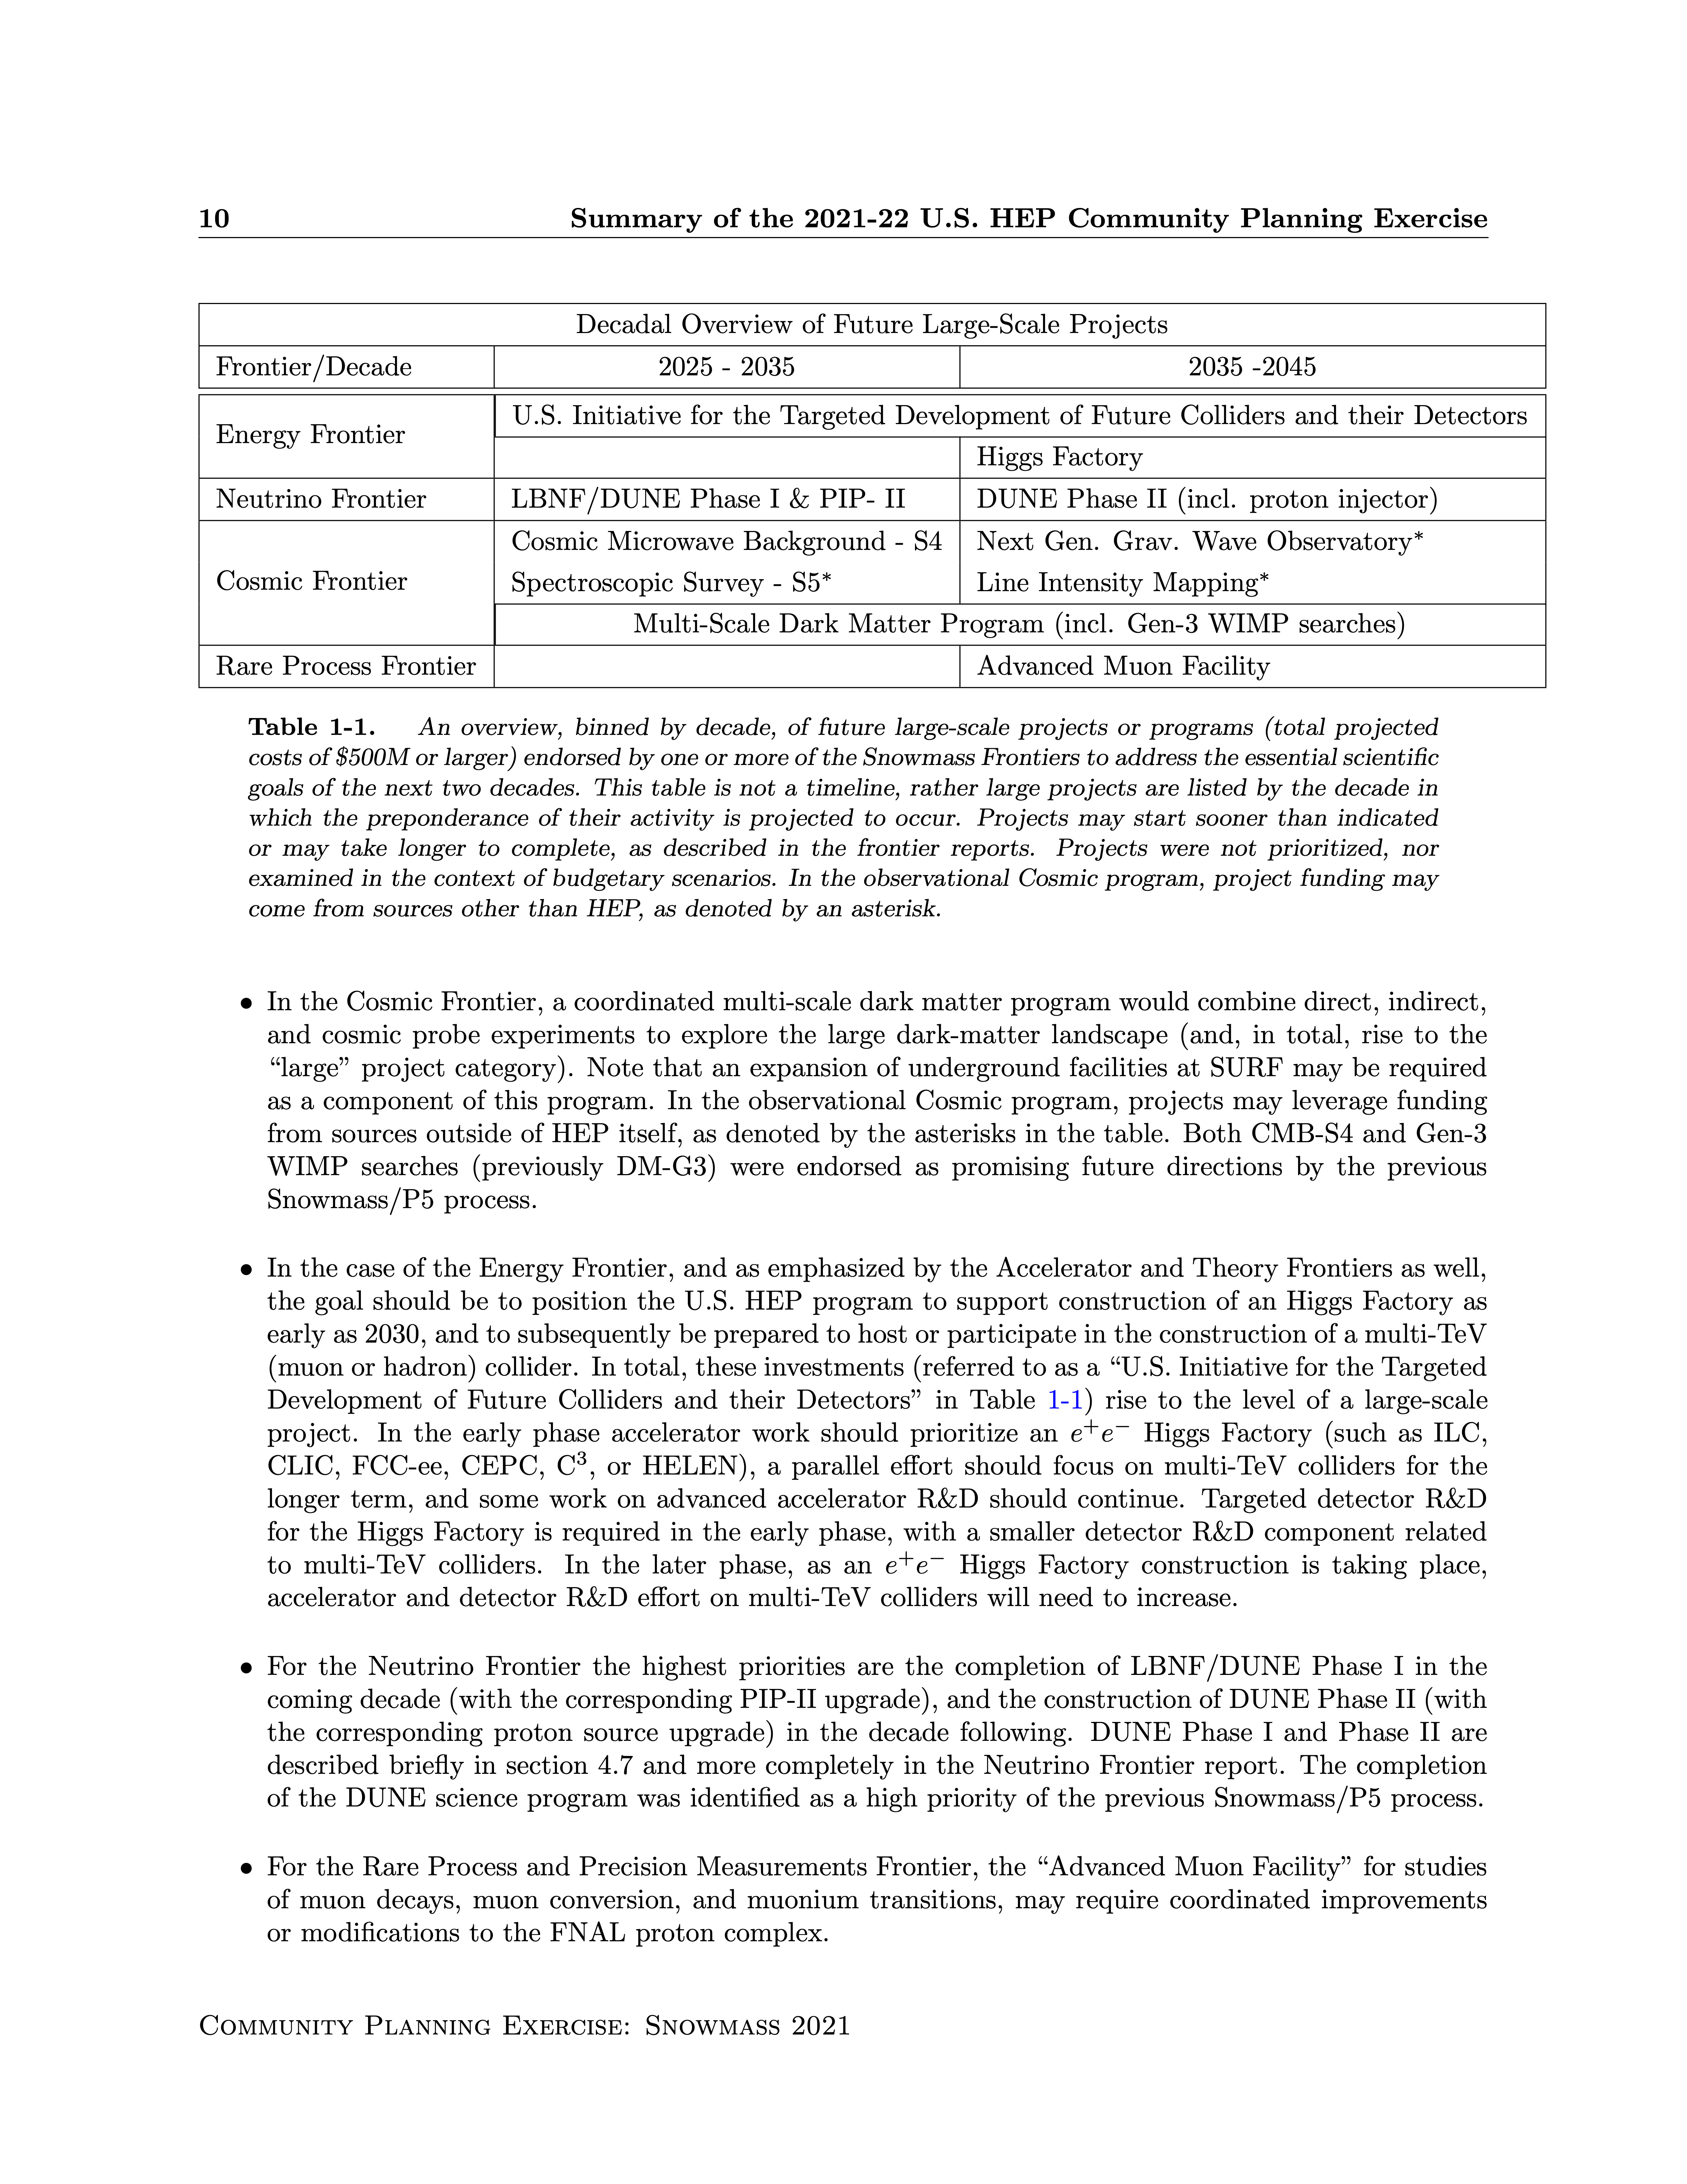 10 Summary of the 2021-22 U.S. HEP Community Planning Exercise
Decadal Overview of Future Large-Scale Projects
Frontier/Decade 2025 - 2035 2035 -2045
Energy Frontier U.S. Initiative for the Targeted Development of Future Colliders and their Detectors
Higgs Factory
Neutrino Frontier LBNF/DUNE Phase I & PIP- II DUNE Phase II (incl. proton injector)
Cosmic Frontier Cosmic Microwave Background - S4 Next Gen. Grav. Wave Observatory*
Spectroscopic Survey - S5* Line Intensity Mapping*
Multi-Scale Dark Matter Program (incl. Gen-3 WIMP searches)
Rare Process Frontier Advanced Muon Facility
Table 1-1. An overview, binned by decade, of future large-scale projects or programs (total projected
costs of $500M or larger) endorsed by one or more of the Snowmass Frontiers to address the essential scientific
goals of the next two decades. This table is not a timeline, rather large projects are listed by the decade in
which the preponderance of their activity is projected to occur. Projects may start sooner than indicated
or may take longer to complete, as described in the frontier reports. Projects were not prioritized, nor
examined in the context of budgetary scenarios. In the observational Cosmic program, project funding may
come from sources other than HEP, as denoted by an asterisk.
• In the Cosmic Frontier, a coordinated multi-scale dark matter program would combine direct, indirect,
and cosmic probe experiments to explore the large dark-matter landscape (and, in total, rise to the
“large” project category). Note that an expansion of underground facilities at SURF may be required
as a component of this program. In the observational Cosmic program, projects may leverage funding
from sources outside of HEP itself, as denoted by the asterisks in the table. Both CMB-S4 and Gen-3
WIMP searches (previously DM-G3) were endorsed as promising future directions by the previous
Snowmass/P5 process.
• In the case of the Energy Frontier, and as emphasized by the Accelerator and Theory Frontiers as well,
the goal should be to position the U.S. HEP program to support construction of an Higgs Factory as
early as 2030, and to subsequently be prepared to host or participate in the construction of a multi-TeV
(muon or hadron) collider. In total, these investments (referred to as a “U.S. Initiative for the Targeted
Development of Future Colliders and their Detectors” in Table 1-1) rise to the level of a large-scale
project. In the early phase accelerator work should prioritize an e⁺e⁻ Higgs Factory (such as ILC,
CLIC, FCC-ee, CEPC, C³, or HELEN), a parallel effort should focus on multi-TeV colliders for the
longer term, and some work on advanced accelerator R&D should continue. Targeted detector R&D
for the Higgs Factory is required in the early phase, with a smaller detector R&D component related
to multi-TeV colliders. In the later phase, as an e⁺e⁻ Higgs Factory construction is taking place,
accelerator and detector R&D effort on multi-TeV colliders will need to increase.
• For the Neutrino Frontier the highest priorities are the completion of LBNF/DUNE Phase I in the
coming decade (with the corresponding PIP-II upgrade), and the construction of DUNE Phase II (with
the corresponding proton source upgrade) in the decade following. DUNE Phase I and Phase II are
described briefly in section 4.7 and more completely in the Neutrino Frontier report. The completion
of the DUNE science program was identified as a high priority of the previous Snowmass/P5 process.
• For the Rare Process and Precision Measurements Frontier, the “Advanced Muon Facility” for studies
of muon decays, muon conversion, and muonium transitions, may require coordinated improvements
or modifications to the FNAL proton complex.
Community Planning Exercise: Snowmass 2021